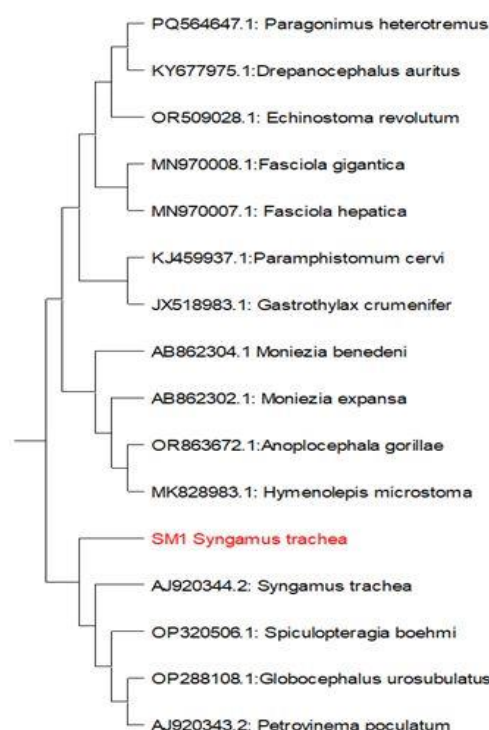 PQ564647.1: Paragonimus heterotremus
KY677975.1:Drepanocephalus auritus
OR509028.1: Echinostoma revolutum
MN970008.1:Fasciola gigantica
MN970007.1: Fasciola hepatica
KJ459937.1:Paramphistomum cervi
JX518983.1: Gastrothylax crumenifer
AB862304.1 Moniezia benedeni
AB862302.1: Moniezia expansa
OR863672.1:Anoplocephala gorillae
MK828983.1: Hymenolepis microstoma
SM1 Syngamus trachea
AJ920344.2: Syngamus trachea
OP320506.1: Spiculopteragia boehmi
OP288108.1:Globocephalus urosubulatus
AJ920343.2: Petrovinema poculatum